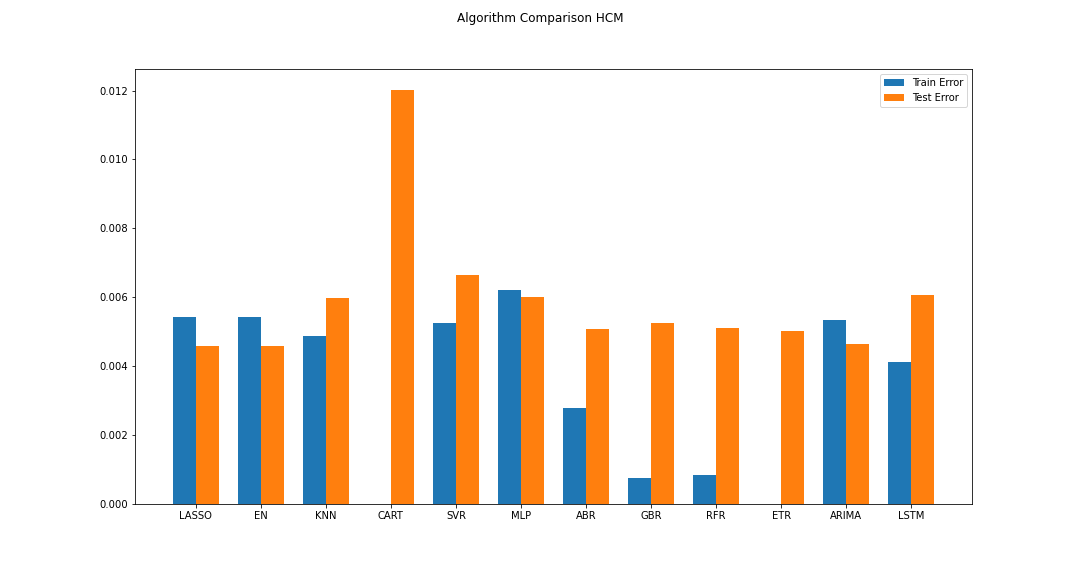 Algorithm Comparison HCM
Train Error
Test Error
0.012
0.010
0.008
0.006
0.004
0.002
0.000
LASSO EN KNN CART SVR MLP ABR GBR RFR ETR ARIMA LSTM